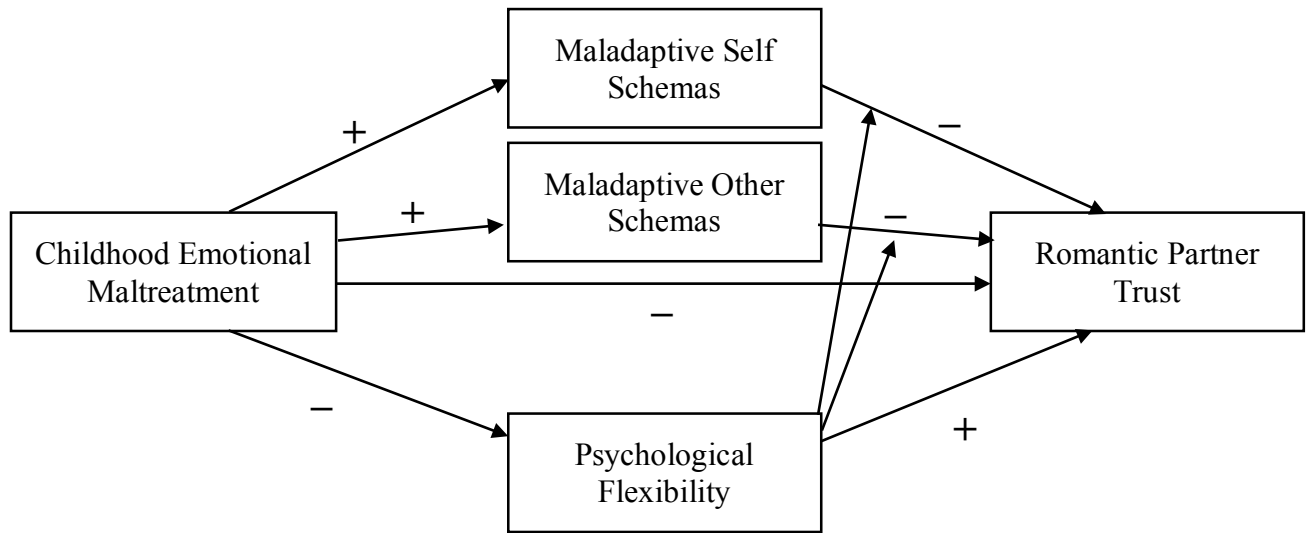 Maladaptive Self
Schemas
+
−
Maladaptive Other
Schemas
+
−
Childhood Emotional
Maltreatment
Romantic Partner
Trust
−
−
+
Psychological
Flexibility